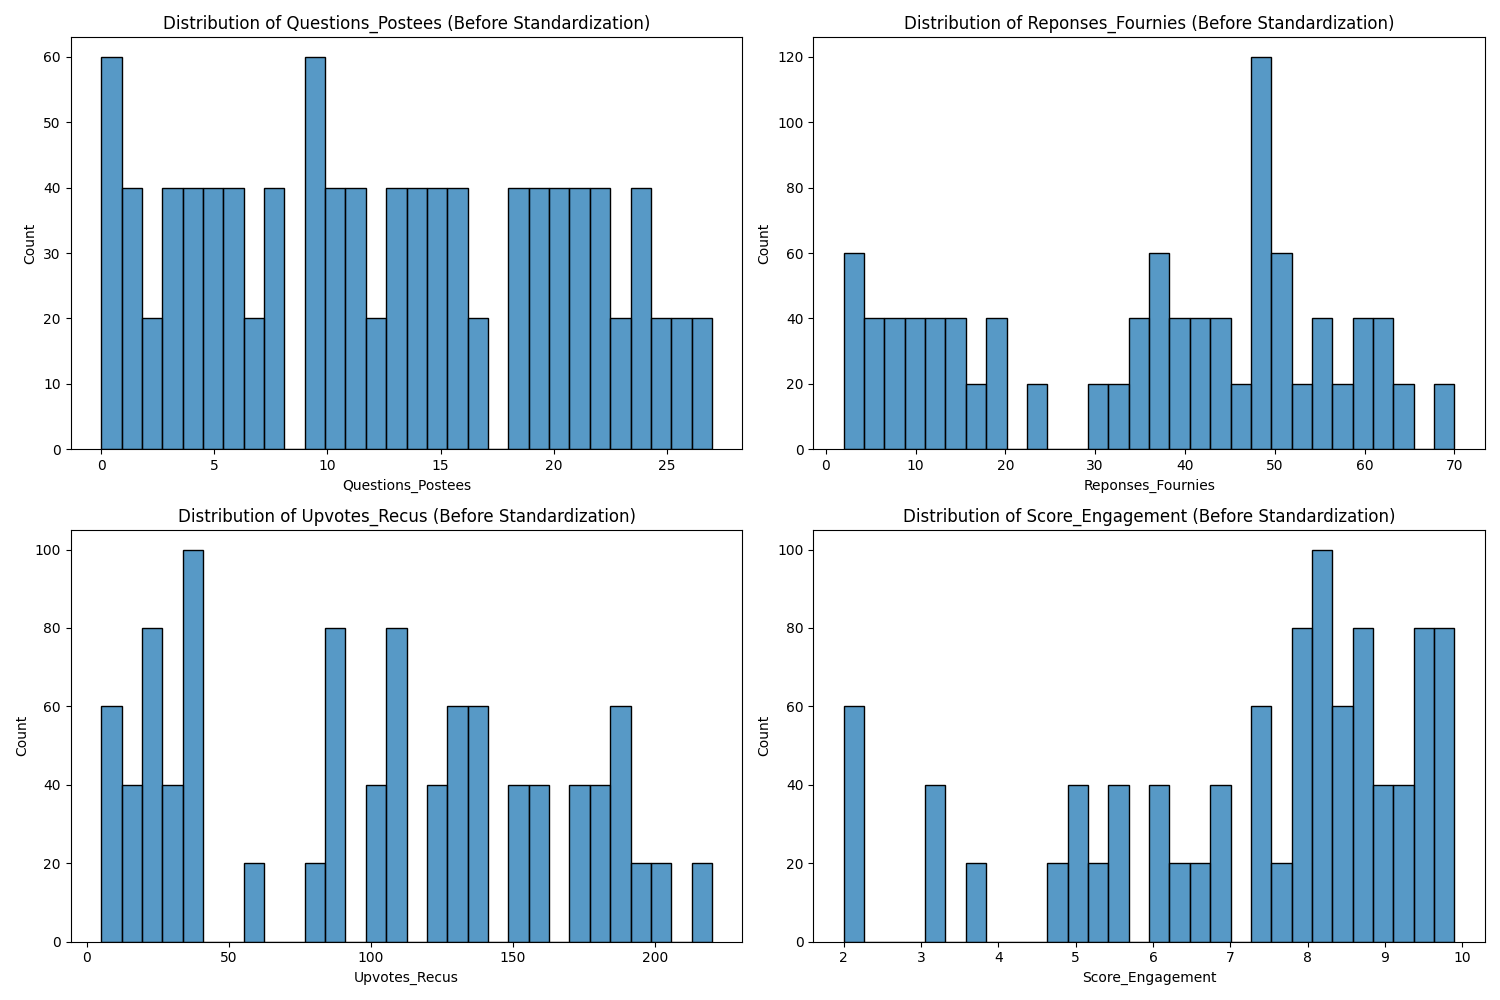 Distribution of Questions_Postees (Before Standardization)
60
50
40
30
20
10
0
Count
0 5 10 15 20 25
Questions_Postees
Distribution of Reponses_Fournies (Before Standardization)
120
100
80
60
40
20
0
Count
0 10 20 30 40 50 60 70
Reponses_Fournies
Distribution of Upvotes_Recus (Before Standardization)
100
80
60
40
20
0
Count
0 50 100 150 200
Upvotes_Recus
Distribution of Score_Engagement (Before Standardization)
100
80
60
40
20
0
Count
2 3 4 5 6 7 8 9 10
Score_Engagement